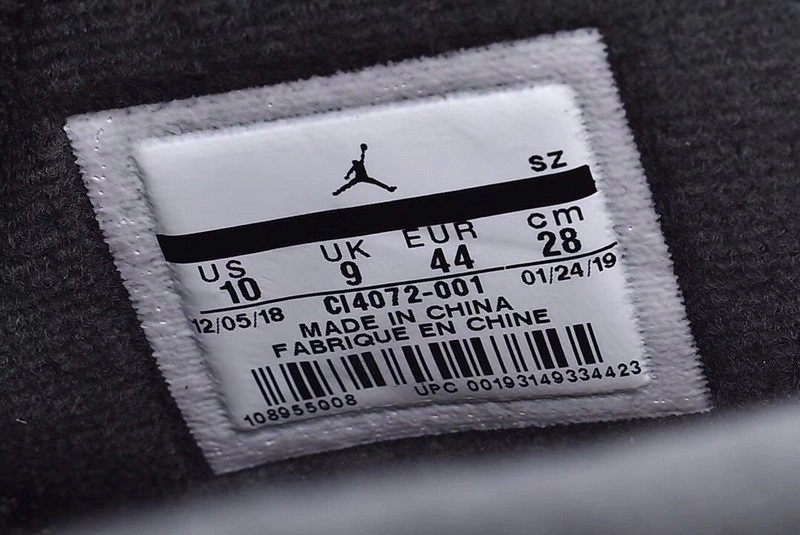 SZ
US UK EUR cm
10 9 44 28
12/05/18 CI4072-001 01/24/19
MADE IN CHINA
FABRIQUE EN CHINE
108955008 UPC 00193149334423